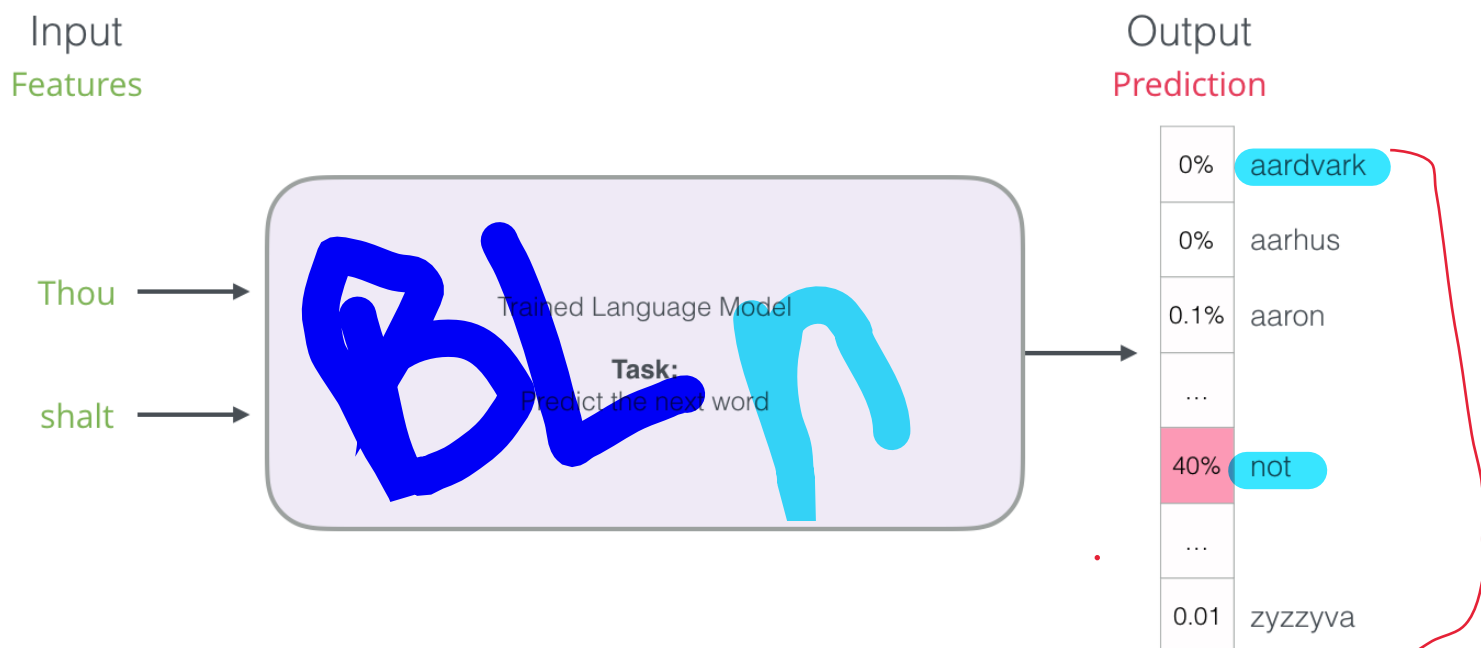 Input
Features
Thou
shalt
Trained Language Model
Task:
Predict the next word
BL n
Output
Prediction
0% aardvark
0% aarhus
0.1% aaron
...
40% not
...
0.01 zyzzyva